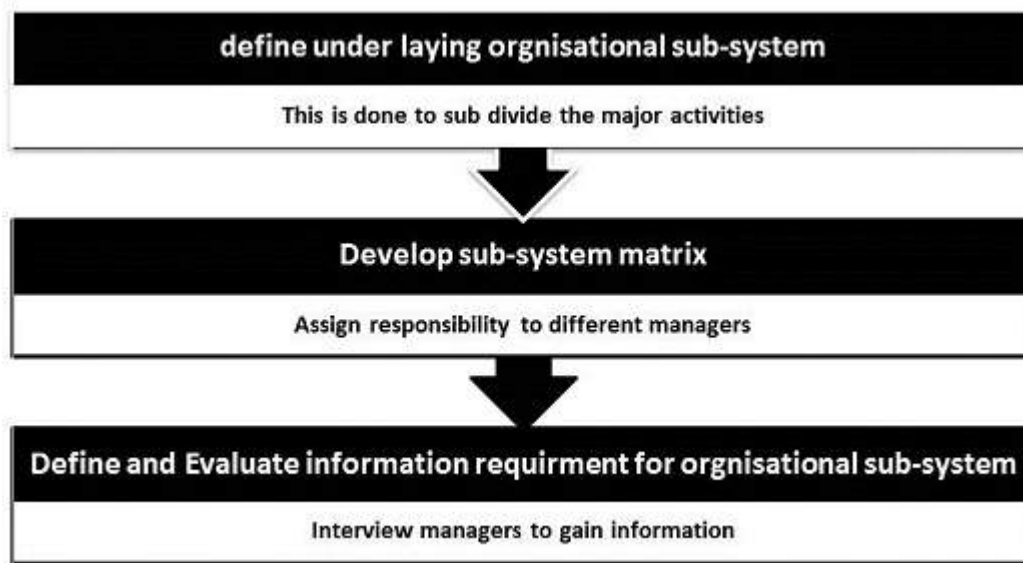 define under laying orgnisational sub-system
This is done to sub divide the major activities
Develop sub-system matrix
Assign responsibility to different managers
Define and Evaluate information requirment for orgnisational sub-system
Interview managers to gain information